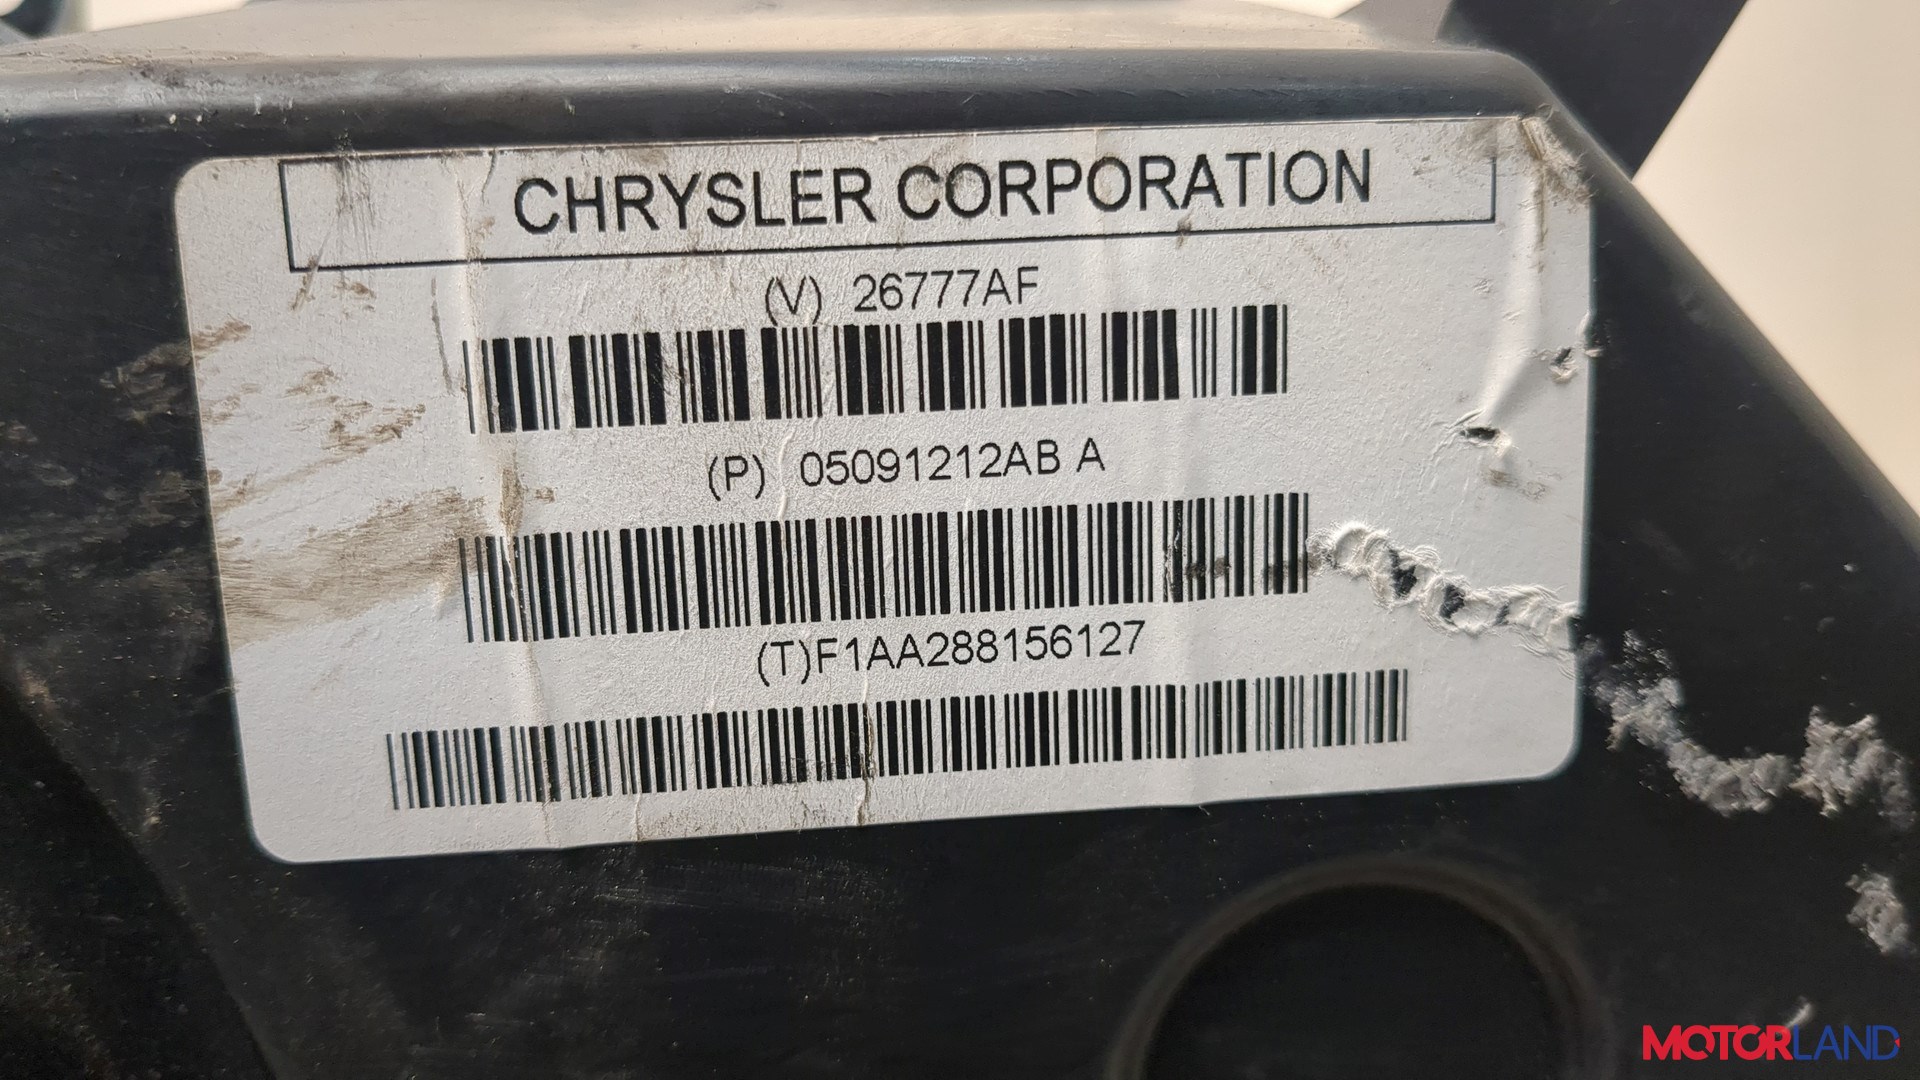 CHRYSLER CORPORATION
(V) 26777AF
(P) 05091212AB A
(T)F1AA288156127
MOTORLAND